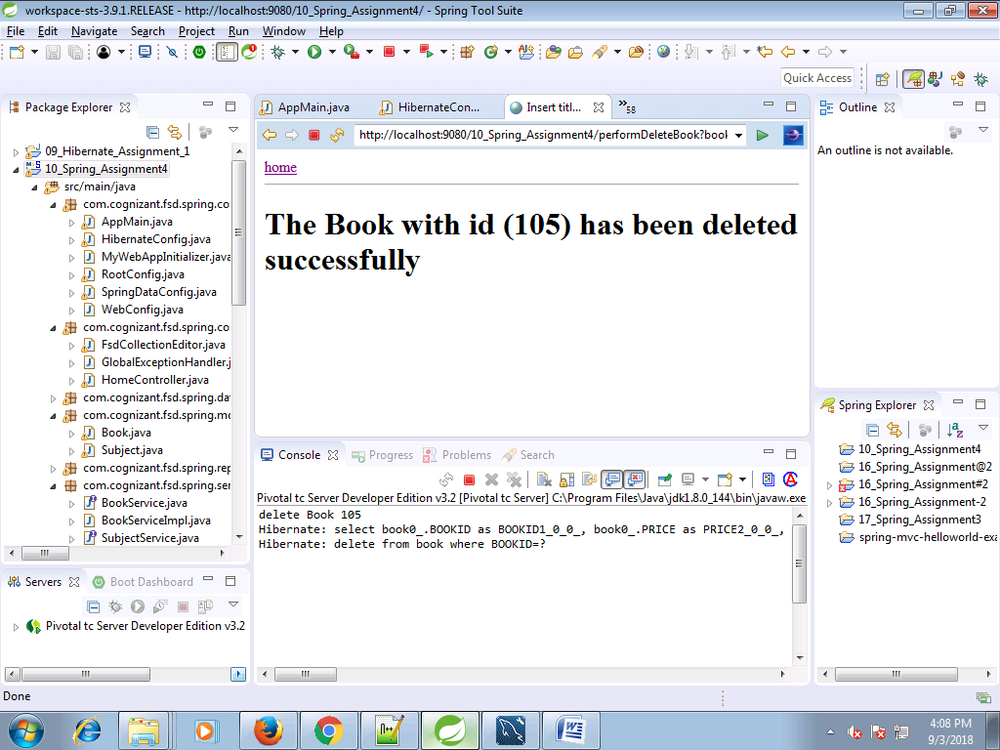 workspace-sts-3.9.1.RELEASE - http://localhost:9080/10_Spring_Assignment4/ - Spring Tool Suite
File Edit Navigate Search Project Run Window Help
Quick Access
Package Explorer
09_Hibernate_Assignment_1
10_Spring_Assignment4
src/main/java
com.cognizant.fsd.spring.co
AppMain.java
HibernateConfig.java
MyWebAppInitializer.java
RootConfig.java
SpringDataConfig.java
WebConfig.java
com.cognizant.fsd.spring.co
FsdCollectionEditor.java
GlobalExceptionHandler.j
HomeController.java
com.cognizant.fsd.spring.da
com.cognizant.fsd.spring.mo
Book.java
Subject.java
com.cognizant.fsd.spring.rep
com.cognizant.fsd.spring.ser
BookService.java
BookServiceImpl.java
SubjectService.java
Servers Boot Dashboard
Pivotal tc Server Developer Edition v3.2
AppMain.java HibernateCon... Insert titl... »58
http://localhost:9080/10_Spring_Assignment4/performDeleteBook?book
home
The Book with id (105) has been deleted
successfully
Console Progress Problems Search
Pivotal tc Server Developer Edition v3.2 [Pivotal tc Server] C:\Program Files\Java\jdk1.8.0_144\bin\javaw.exe
delete Book 105
Hibernate: select book0_.BOOKID as BOOKID1_0_0_, book0_.PRICE as PRICE2_0_0_,
Hibernate: delete from book where BOOKID=?
Outline
An outline is not available.
Spring Explorer
10_Spring_Assignment4
16_Spring_Assignment@2
16_Spring_Assignment#2
16_Spring_Assignment-2
17_Spring_Assignment3
spring-mvc-helloworld-exa
Done
4:08 PM
9/3/2018